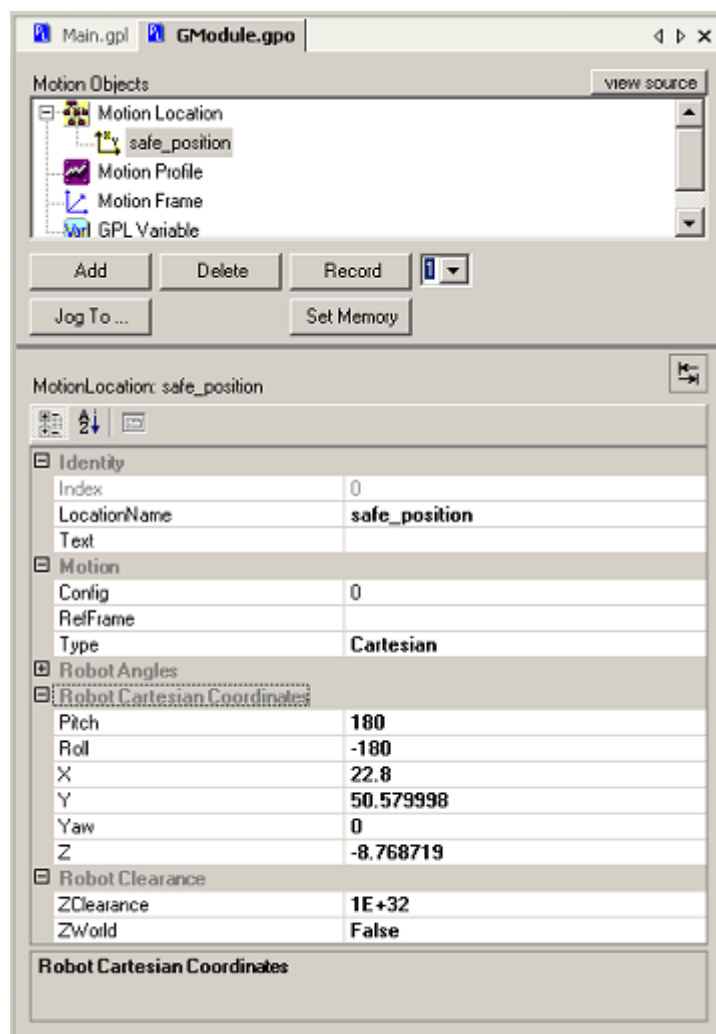 Main.gpl GModule.gpo
Motion Objects view source
Motion Location
safe_position
Motion Profile
Motion Frame
GPL Variable
Add Delete Record 1
Jog To ... Set Memory
MotionLocation: safe_position
Identity
Index 0
LocationName safe_position
Text
Motion
Config 0
RefFrame
Type Cartesian
Robot Angles
Robot Cartesian Coordinates
Pitch 180
Roll -180
X 22.8
Y 50.579998
Yaw 0
Z -8.768719
Robot Clearance
ZClearance 1E+32
ZWorld False
Robot Cartesian Coordinates